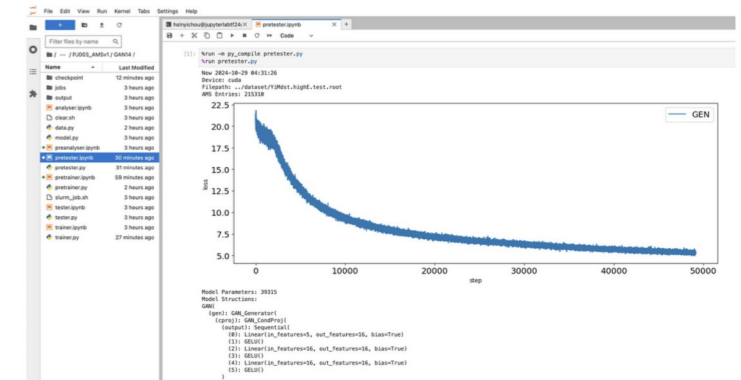 File Edit View Run Kernel Tabs Settings Help
Filter files by name
/ ··· / PJ003_AMSv1 / GAN14 /
Name Last Modified
checkpoint 12 minutes ago
jobs 3 hours ago
output 3 hours ago
analyser.ipynb 3 hours ago
clear.sh 3 hours ago
data.py 2 hours ago
model.py 3 hours ago
preanalyser.ipynb 3 hours ago
pretester.ipynb 30 minutes ago
pretester.py 31 minutes ago
pretrainer.ipynb 59 minutes ago
pretrainer.py 2 hours ago
slurm_job.sh 3 hours ago
tester.ipynb 3 hours ago
tester.py 3 hours ago
trainer.ipynb 3 hours ago
trainer.py 27 minutes ago
pretester.ipynb
Code
[1]: %run -m py_compile pretester.py
%run pretester.py
Now 2024-10-29 04:31:26
Device: cuda
Filepath: ../dataset/YiMdst.highE.test.root
AMS Entries: 215310
GEN
22.5
20.0
17.5
15.0
12.5
10.0
7.5
5.0
loss
0 10000 20000 30000 40000 50000
step
Model Parameters: 39315
Model Structions:
GAN(
(gen): GAN_Generator(
(cproj): GAN_CondProj(
(output): Sequential(
(0): Linear(in_features=5, out_features=16, bias=True)
(1): GELU()
(2): Linear(in_features=16, out_features=16, bias=True)
(3): GELU()
(4): Linear(in_features=16, out_features=16, bias=True)
(5): GELU()
)